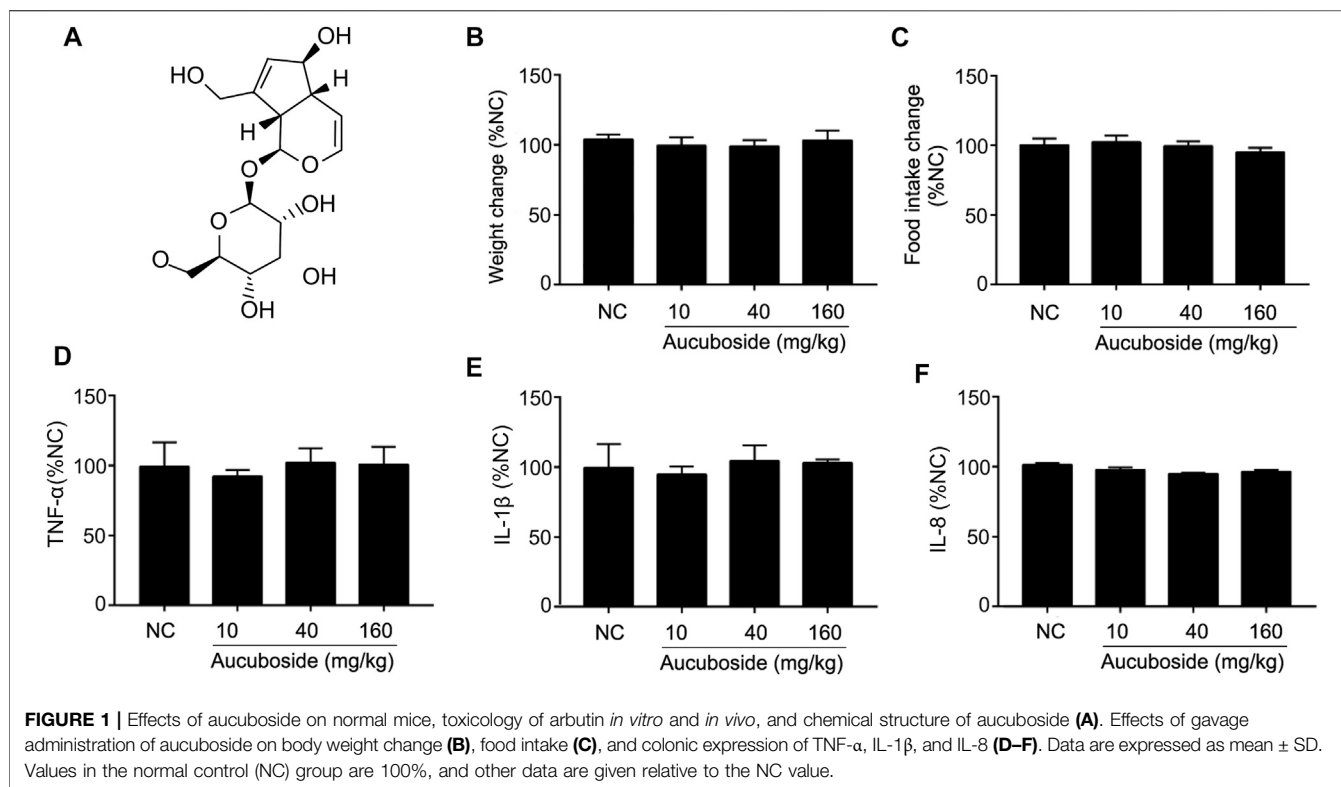 A
OH
HO
H
H
O
O
O
OH
O
OH
OH
B
Weight change (%NC)
150
100
50
0
NC 10 40 160
Aucuboside (mg/kg)
C
Food intake change
(%NC)
150
100
50
0
NC 10 40 160
Aucuboside (mg/kg)
D
TNF-α(%NC)
150
100
50
0
NC 10 40 160
Aucuboside (mg/kg)
E
IL-1β (%NC)
150
100
50
0
NC 10 40 160
Aucuboside (mg/kg)
F
IL-8 (%NC)
150
100
50
0
NC 10 40 160
Aucuboside (mg/kg)
FIGURE 1 | Effects of aucuboside on normal mice, toxicology of arbutin in vitro and in vivo, and chemical structure of aucuboside (A). Effects of gavage
administration of aucuboside on body weight change (B), food intake (C), and colonic expression of TNF-α, IL-1β, and IL-8 (D–F). Data are expressed as mean ± SD.
Values in the normal control (NC) group are 100%, and other data are given relative to the NC value.